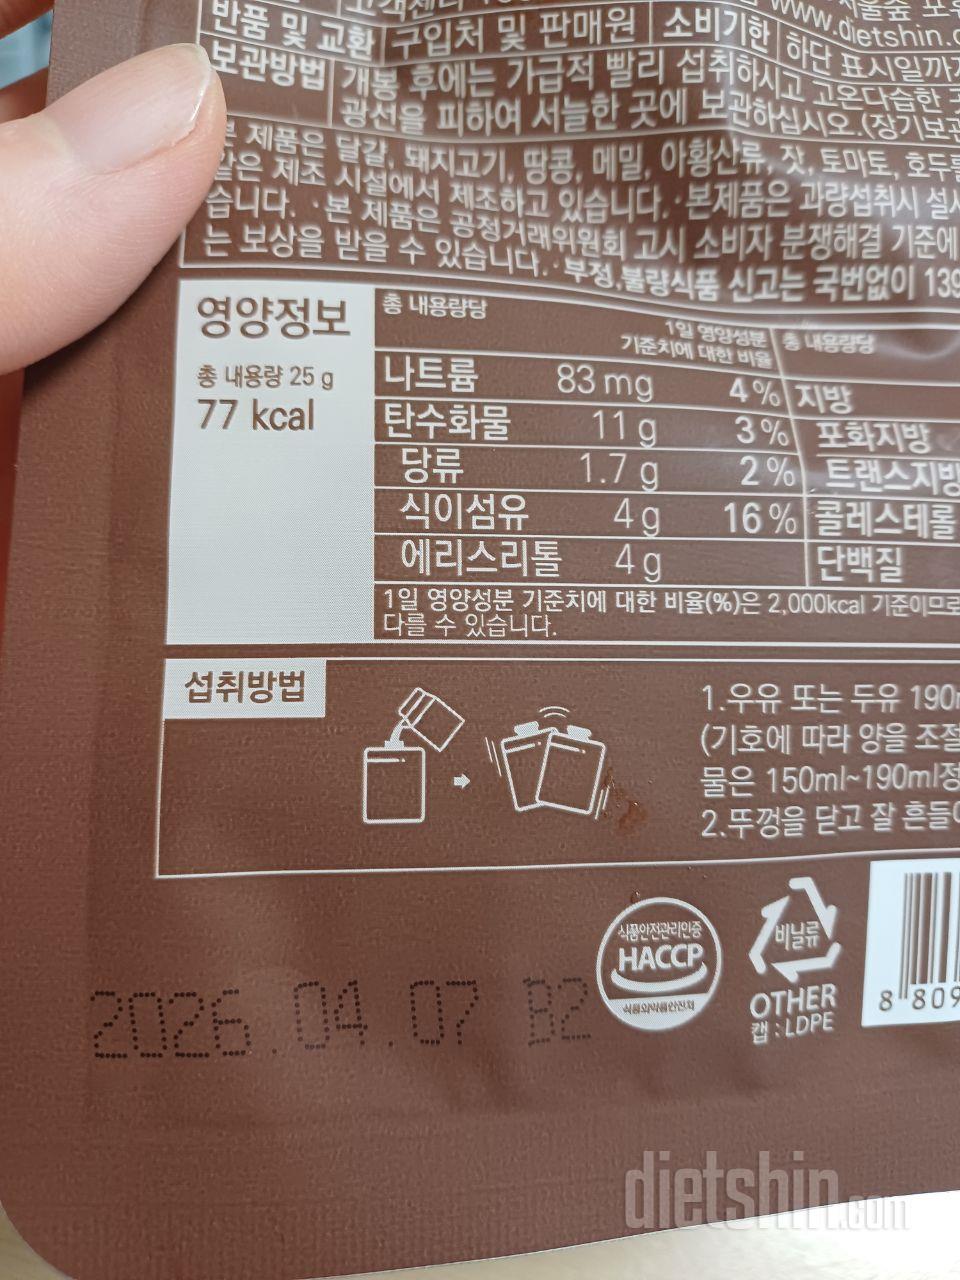 고객센터
www.dietshin.c
반품 및 교환 구입처 및 판매원 소비기한 하단 표시일까지
보관방법 개봉 후에는 가급적 빨리 섭취하시고 고온다습한
광선을 피하여 서늘한 곳에 보관하십시오.(장기보관
제품은 달걀, 돼지고기, 땅콩, 메밀, 아황산류, 잣, 토마토, 호두를
같은 제조 시설에서 제조하고 있습니다. · 본제품은 과량섭취시 설사
습니다. · 본 제품은 공정거래위원회 고시 소비자 분쟁해결 기준에
는 보상을 받을 수 있습니다. · 부정,불량식품 신고는 국번없이 139
영양정보
총 내용량 25 g
77 kcal
총 내용량당 1일 영양성분 기준치에 대한 비율 총 내용량당
나트륨 83 mg 4% 지방
탄수화물 11 g 3% 포화지방
당류 1.7 g 2% 트랜스지방
식이섬유 4 g 16% 콜레스테롤
에리스리톨 4 g 단백질
1일 영양성분 기준치에 대한 비율(%)은 2,000kcal 기준이므로
다를 수 있습니다.
섭취방법
1.우유 또는 두유 190m
(기호에 따라 양을 조절
물은 150ml~190ml정
2.뚜껑을 닫고 잘 흔들어
식품안전관리인증
HACCP
식품의약품안전처
비닐류
OTHER
캡 : LDPE
8 809
2026.04.07 B2
dietshin.com